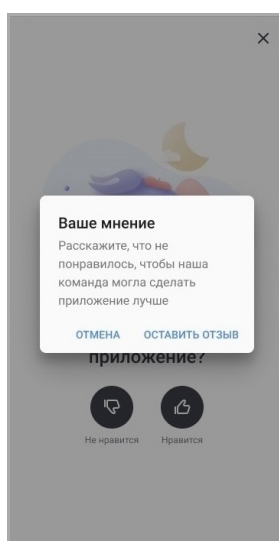 Ваше мнение
Расскажите, что не
понравилось, чтобы наша
команда могла сделать
приложение лучше
ОТМЕНА ОСТАВИТЬ ОТЗЫВ
приложение?
Не нравится Нравится